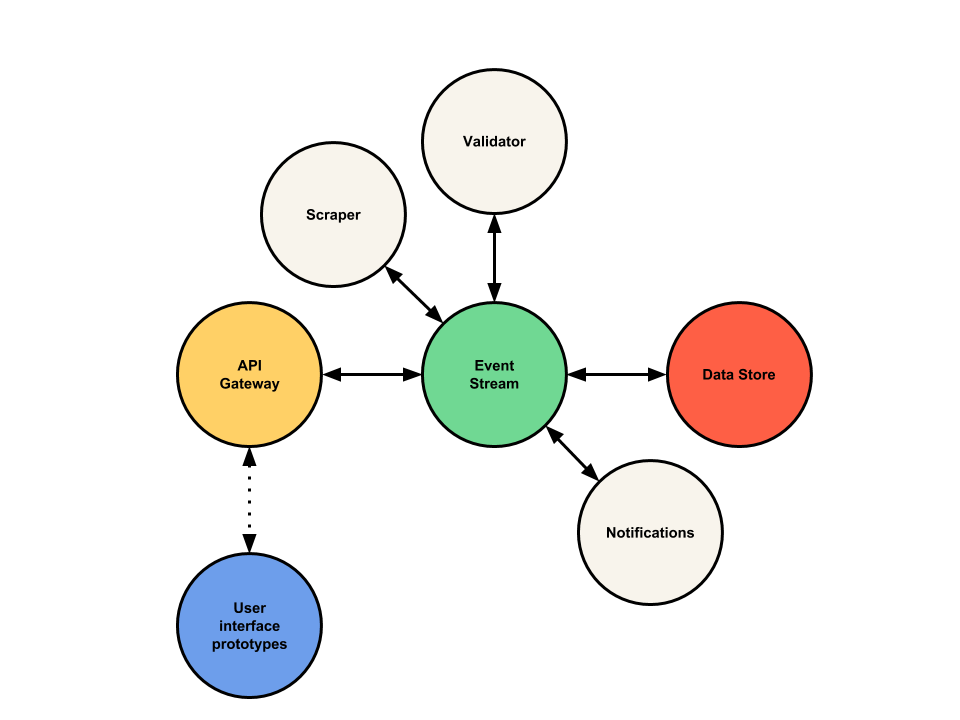 Validator
Scraper
API
Gateway
Event
Stream
Data Store
Notifications
User
interface
prototypes